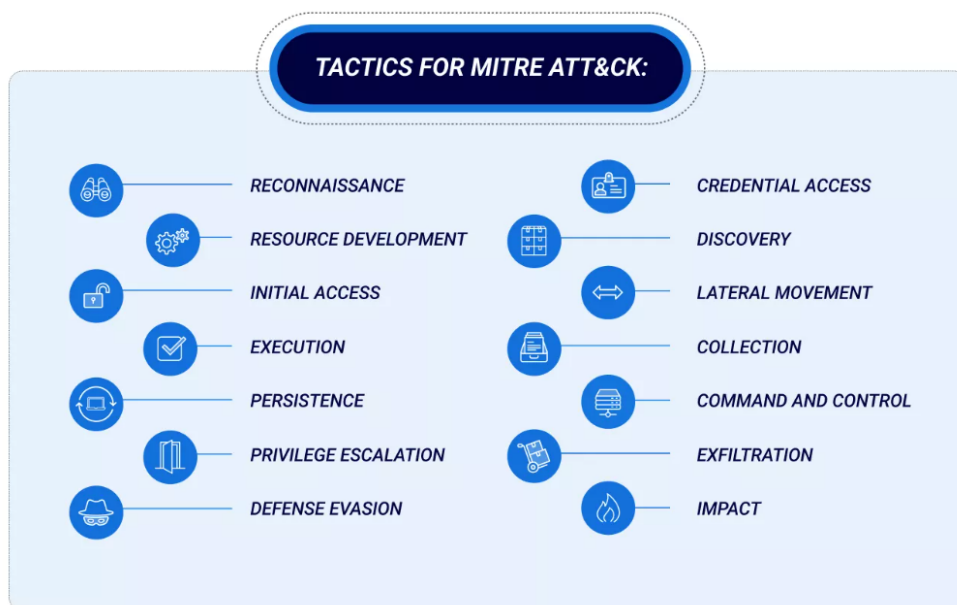 TACTICS FOR MITRE ATT&CK:
RECONNAISSANCE
RESOURCE DEVELOPMENT
INITIAL ACCESS
EXECUTION
PERSISTENCE
PRIVILEGE ESCALATION
DEFENSE EVASION
CREDENTIAL ACCESS
DISCOVERY
LATERAL MOVEMENT
COLLECTION
COMMAND AND CONTROL
EXFILTRATION
IMPACT